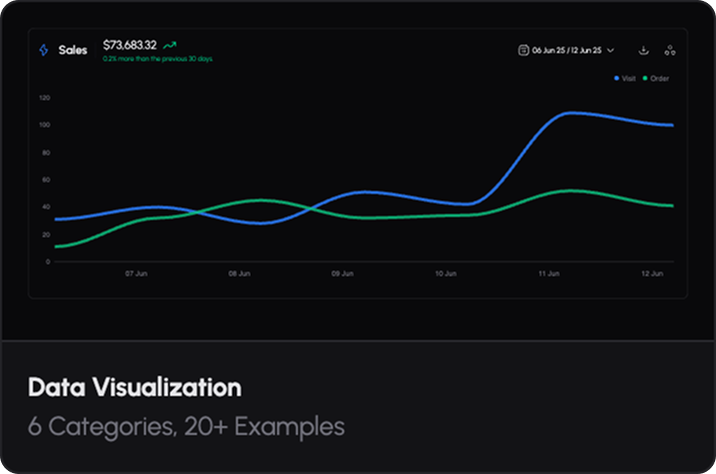 Sales $73,683.32
0.2% more than the previous 30 days
06 Jun 25 / 12 Jun 25
Visit Order
120
100
80
60
40
20
0
07 Jun 08 Jun 09 Jun 10 Jun 11 Jun 12 Jun
Data Visualization
6 Categories, 20+ Examples